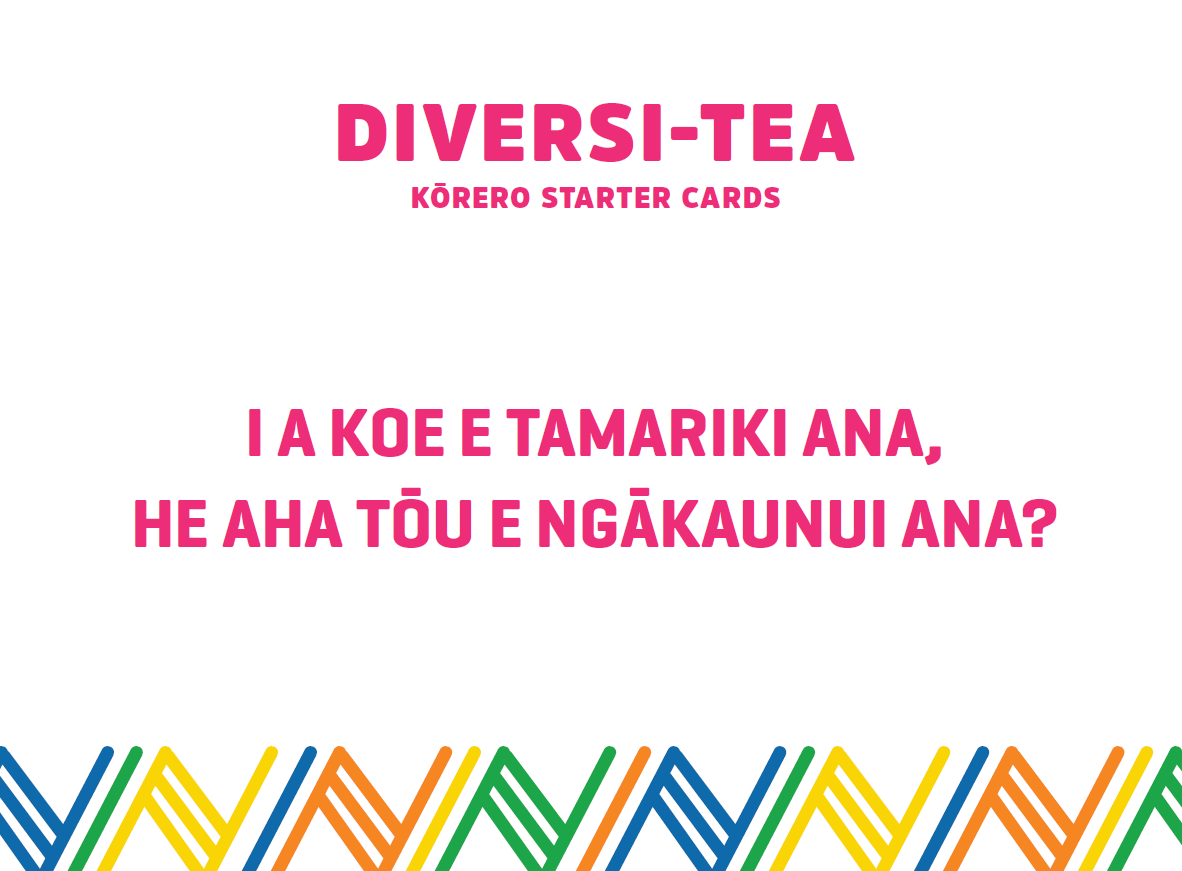 DIVERSI-TEA
KŌRERO STARTER CARDS
I A KOE E TAMARIKI ANA,
HE AHA TŌU E NGĀKAUNUI ANA?